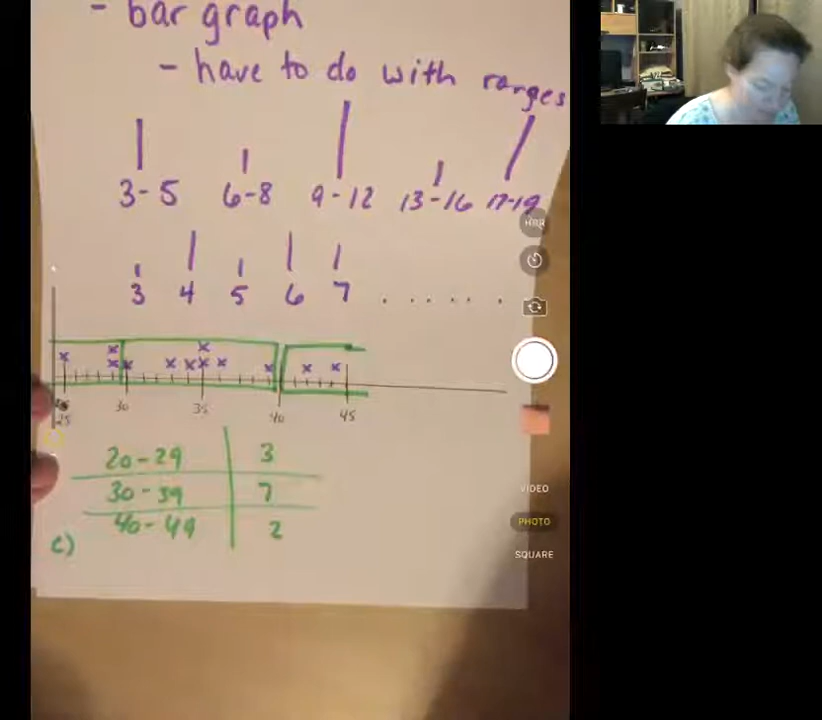 - bar graph
- have to do with ranges
3-5 6-8 9-12 13-16 17-19
3 4 5 6 7 . . . . . .
x x x x x x x x x x x x
25 30 35 40 45
20-29 3
30-39 7
40-49 2
c)
HDR
VIDEO
PHOTO
SQUARE